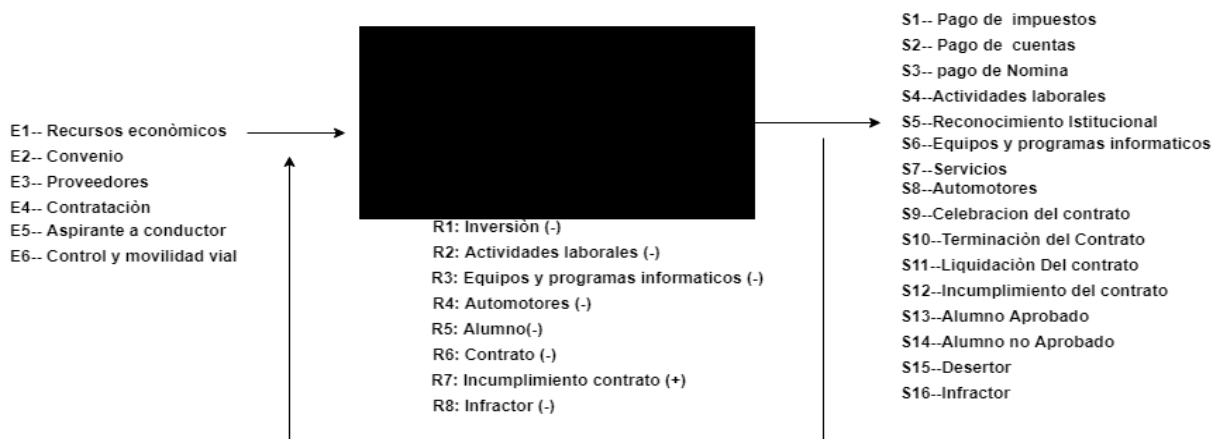 E1-- Recursos econòmicos
E2-- Convenio
E3-- Proveedores
E4-- Contrataciòn
E5-- Aspirante a conductor
E6-- Control y movilidad vial
R1: Inversiòn (-)
R2: Actividades laborales (-)
R3: Equipos y programas informaticos (-)
R4: Automotores (-)
R5: Alumno(-)
R6: Contrato (-)
R7: Incumplimiento contrato (+)
R8: Infractor (-)
S1-- Pago de impuestos
S2-- Pago de cuentas
S3-- pago de Nomina
S4--Actividades laborales
S5--Reconocimiento Istitucional
S6--Equipos y programas informaticos
S7--Servicios
S8--Automotores
S9--Celebracion del contrato
S10--Terminaciòn del Contrato
S11--Liquidaciòn Del contrato
S12--Incumplimiento del contrato
S13--Alumno Aprobado
S14--Alumno no Aprobado
S15--Desertor
S16--Infractor